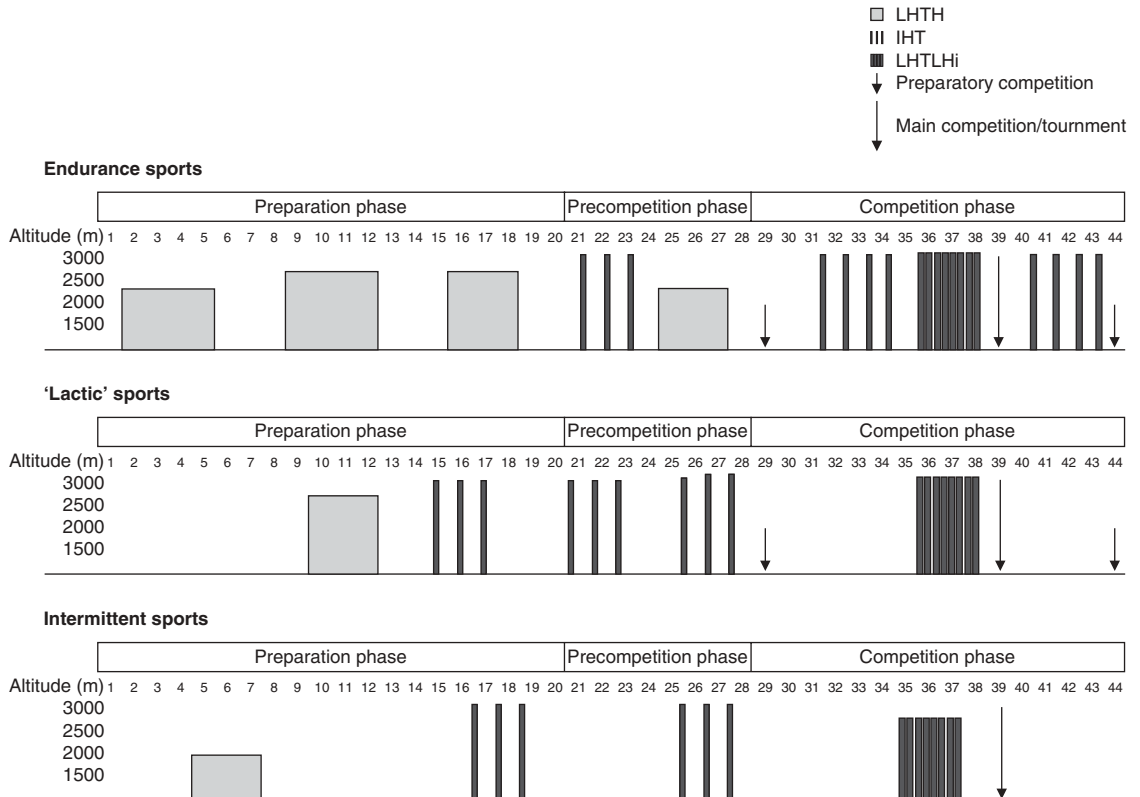 LHTH
IHT
LHTLHi
Preparatory competition
Main competition/tournment
Endurance sports
Preparation phase Precompetition phase Competition phase
Altitude (m) 1 2 3 4 5 6 7 8 9 10 11 12 13 14 15 16 17 18 19 20 21 22 23 24 25 26 27 28 29 30 31 32 33 34 35 36 37 38 39 40 41 42 43 44
3000
2500
2000
1500
‘Lactic’ sports
Preparation phase Precompetition phase Competition phase
Altitude (m) 1 2 3 4 5 6 7 8 9 10 11 12 13 14 15 16 17 18 19 20 21 22 23 24 25 26 27 28 29 30 31 32 33 34 35 36 37 38 39 40 41 42 43 44
3000
2500
2000
1500
Intermittent sports
Preparation phase Precompetition phase Competition phase
Altitude (m) 1 2 3 4 5 6 7 8 9 10 11 12 13 14 15 16 17 18 19 20 21 22 23 24 25 26 27 28 29 30 31 32 33 34 35 36 37 38 39 40 41 42 43 44
3000
2500
2000
1500